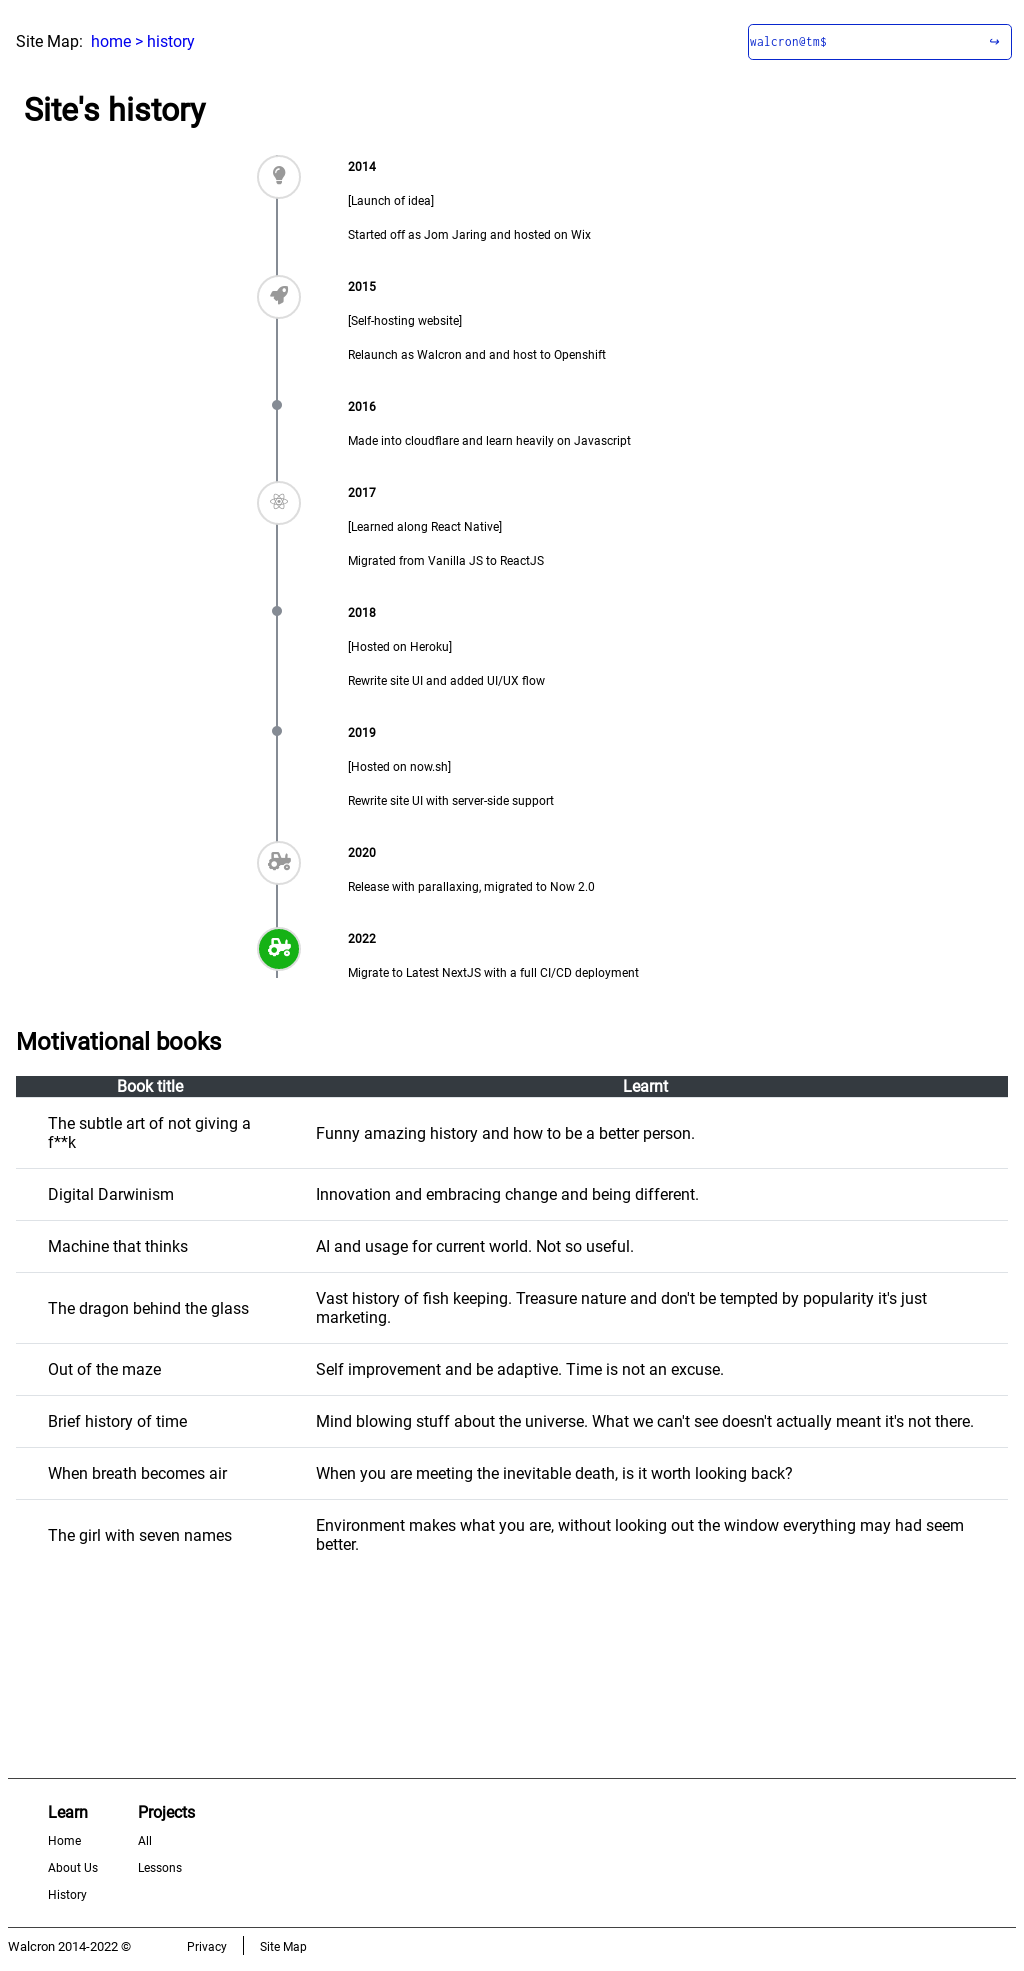 Site Map: home > history
walcron@tm$
Site's history
2014
[Launch of idea]
Started off as Jom Jaring and hosted on Wix
2015
[Self-hosting website]
Relaunch as Walcron and and host to Openshift
2016
Made into cloudflare and learn heavily on Javascript
2017
[Learned along React Native]
Migrated from Vanilla JS to ReactJS
2018
[Hosted on Heroku]
Rewrite site UI and added UI/UX flow
2019
[Hosted on now.sh]
Rewrite site UI with server-side support
2020
Release with parallaxing, migrated to Now 2.0
2022
Migrate to Latest NextJS with a full CI/CD deployment
Motivational books
Book title Learnt
The subtle art of not giving a
f**k
Funny amazing history and how to be a better person.
Digital Darwinism Innovation and embracing change and being different.
Machine that thinks AI and usage for current world. Not so useful.
The dragon behind the glass
Vast history of fish keeping. Treasure nature and don't be tempted by popularity it's just
marketing.
Out of the maze Self improvement and be adaptive. Time is not an excuse.
Brief history of time Mind blowing stuff about the universe. What we can't see doesn't actually meant it's not there.
When breath becomes air When you are meeting the inevitable death, is it worth looking back?
The girl with seven names
Environment makes what you are, without looking out the window everything may had seem
better.
Learn
Home
About Us
History
Projects
All
Lessons
Walcron 2014-2022 © Privacy Site Map